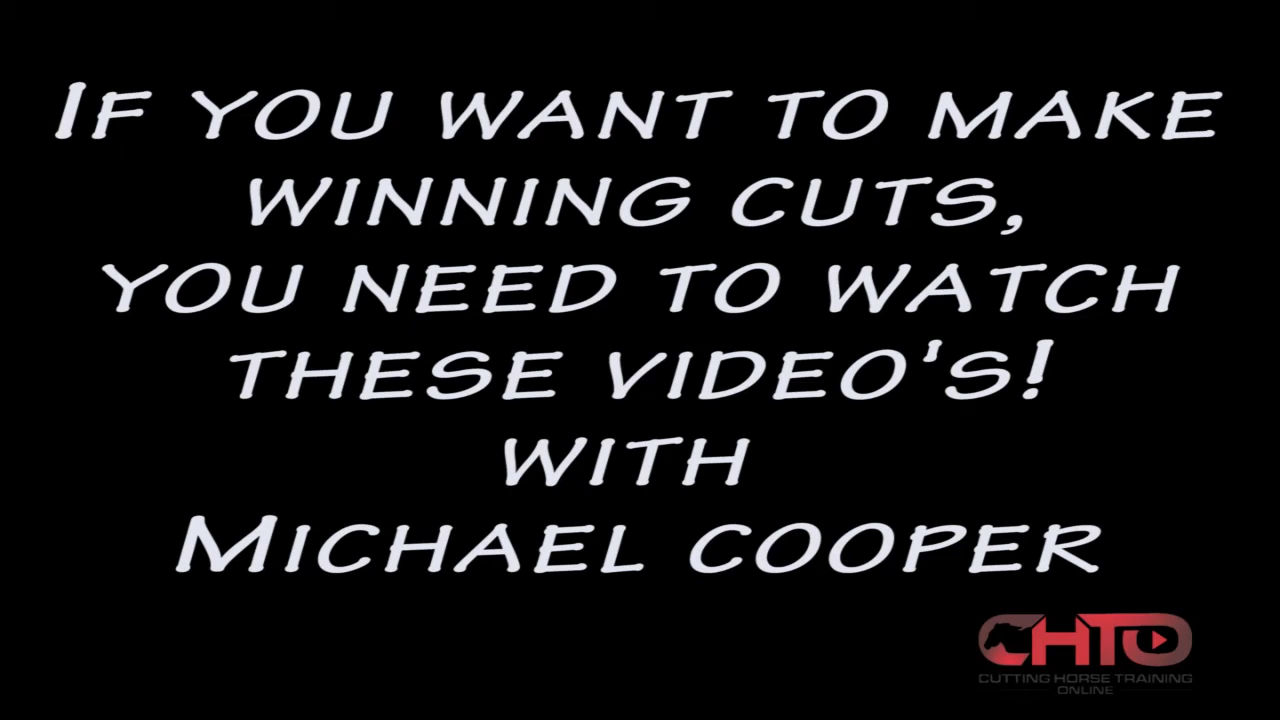 If you want to make
winning cuts,
you need to watch
these video's!
with
Michael cooper
CHTO
CUTTING HORSE TRAINING
ONLINE